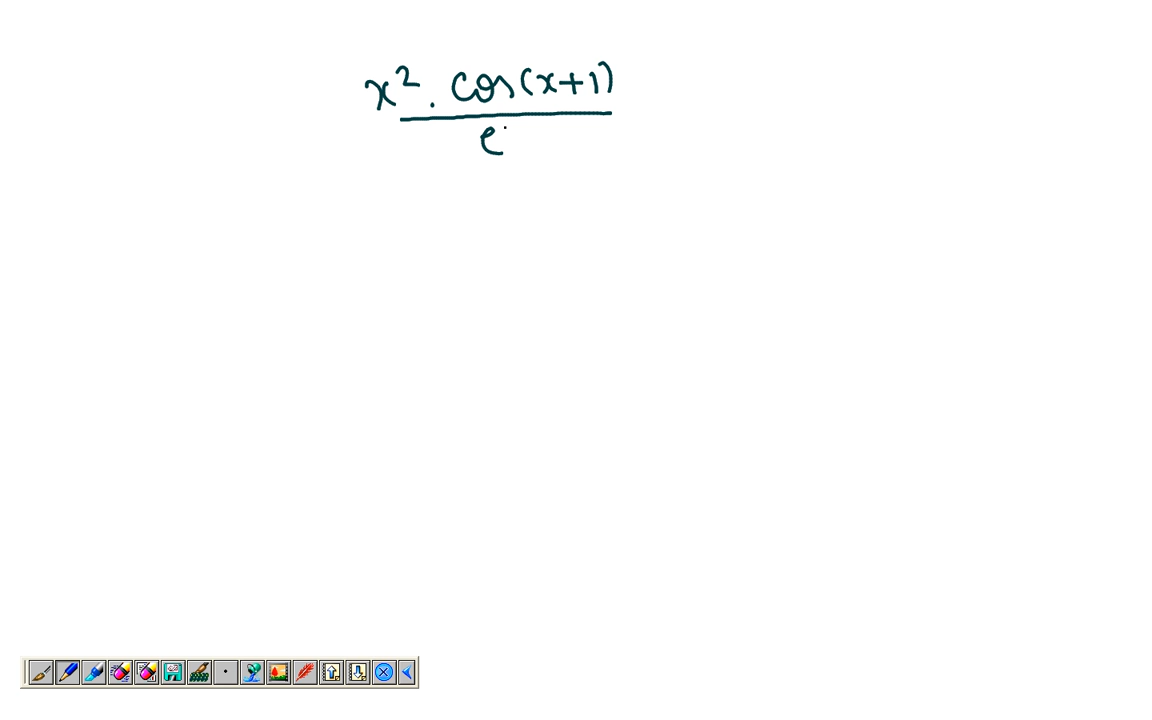 x² . cos(x+1)
e